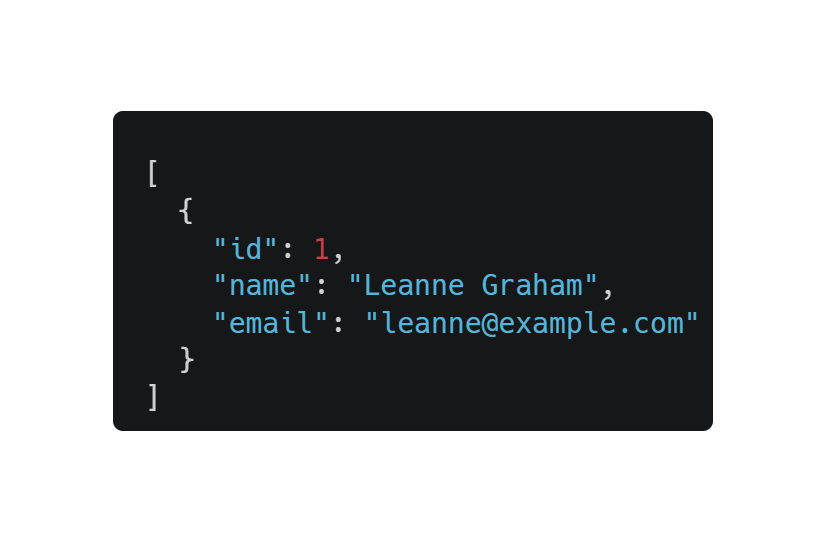 [
  {
    "id": 1,
    "name": "Leanne Graham",
    "email": "leanne@example.com"
  }
]